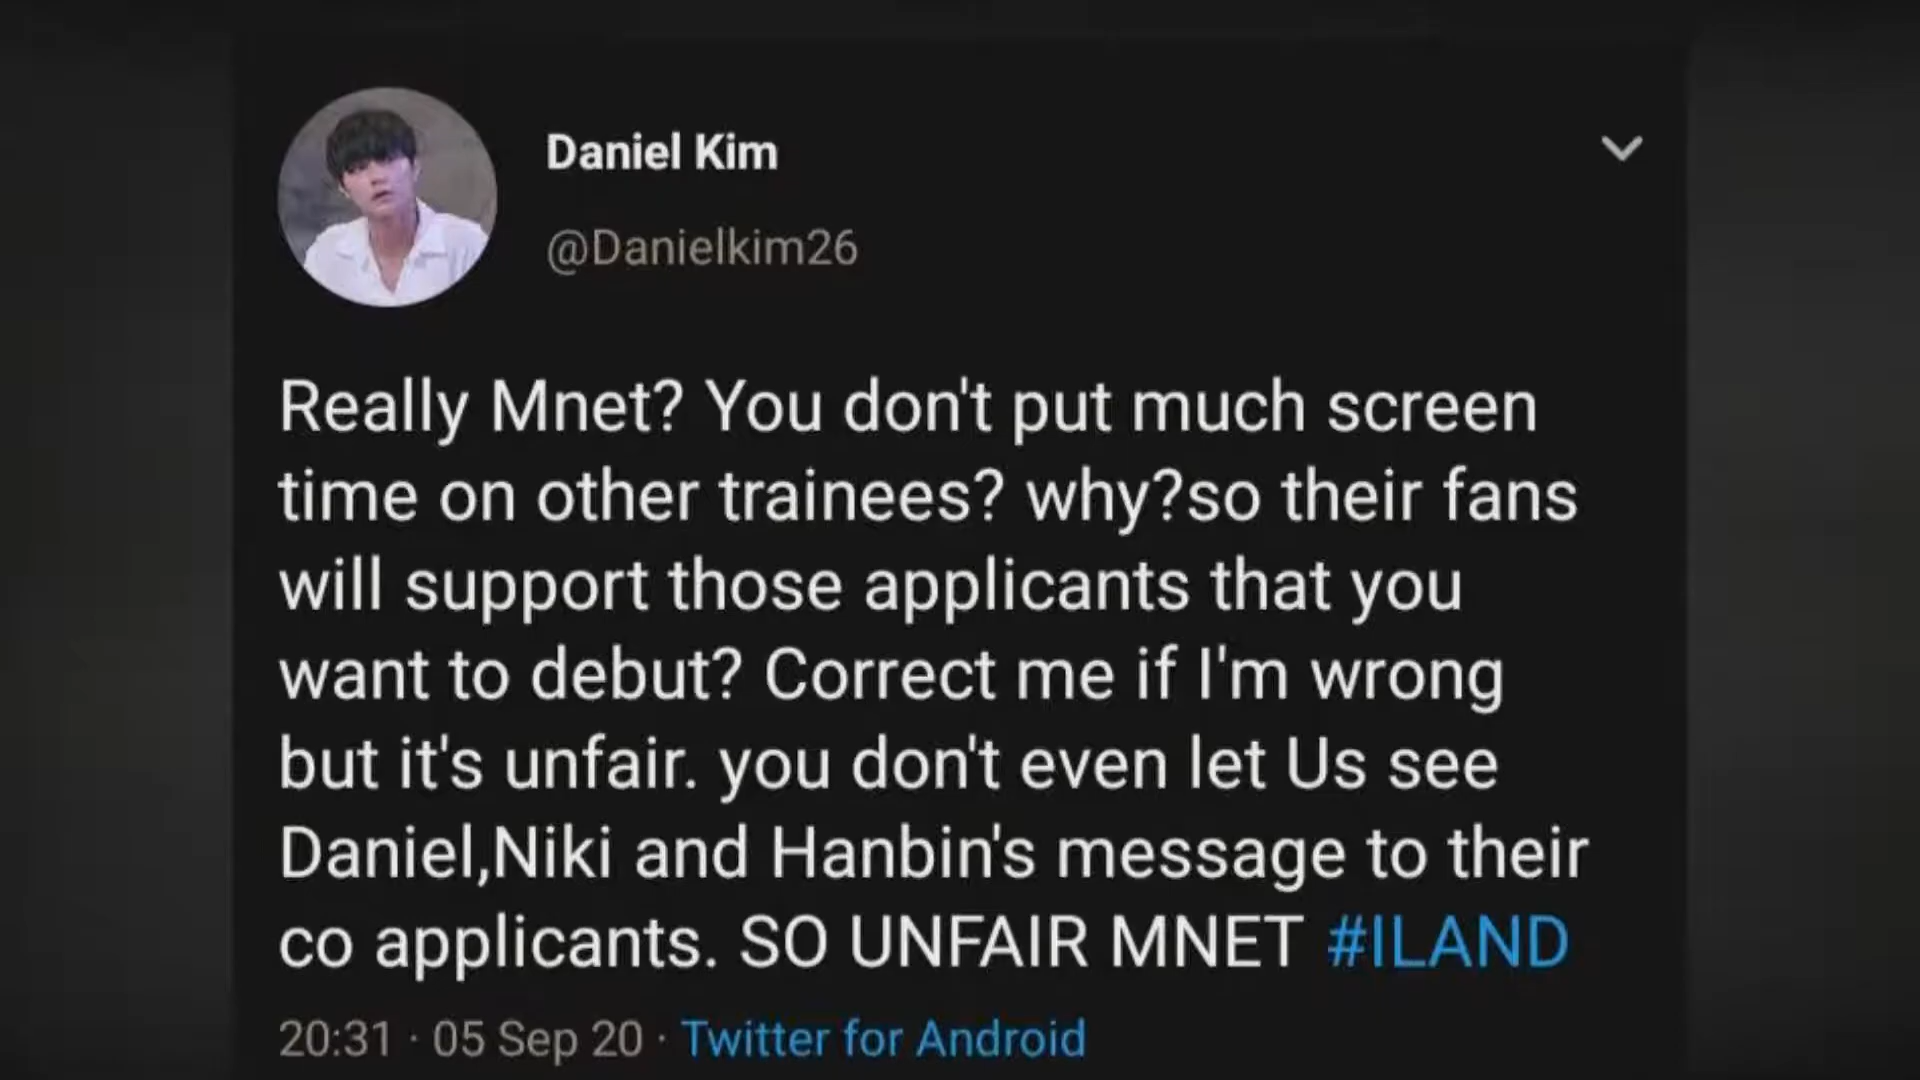 Daniel Kim
@Danielkim26
Really Mnet? You don't put much screen
time on other trainees? why?so their fans
will support those applicants that you
want to debut? Correct me if I'm wrong
but it's unfair. you don't even let Us see
Daniel,Niki and Hanbin's message to their
co applicants. SO UNFAIR MNET #ILAND
20:31 · 05 Sep 20 · Twitter for Android